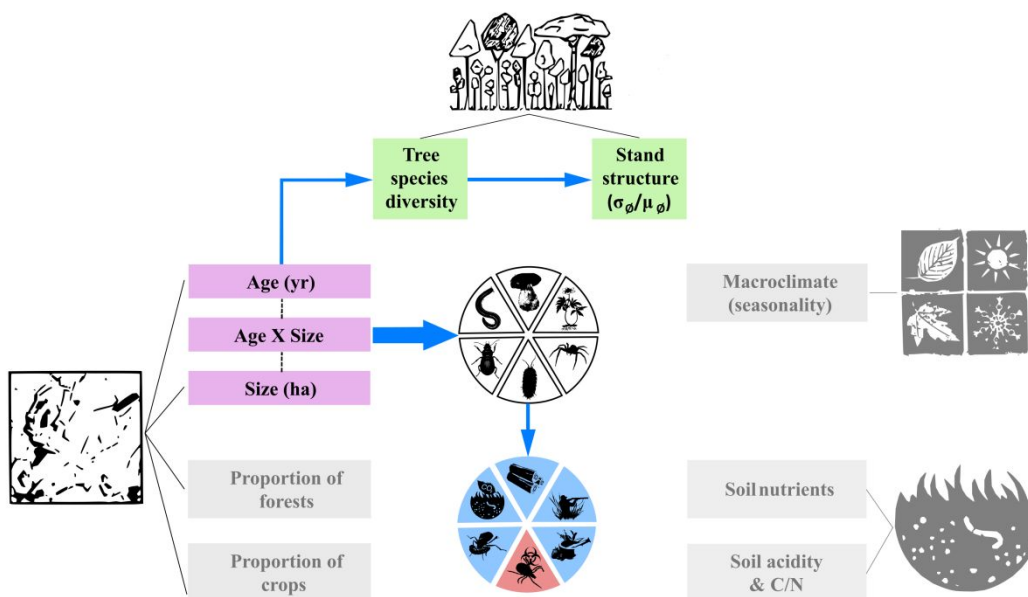 Tree
species
diversity
Stand
structure
(σø/μø)
Age (yr)
Age X Size
Size (ha)
Proportion of
forests
Proportion of
crops
Macroclimate
(seasonality)
Soil nutrients
Soil acidity
& C/N